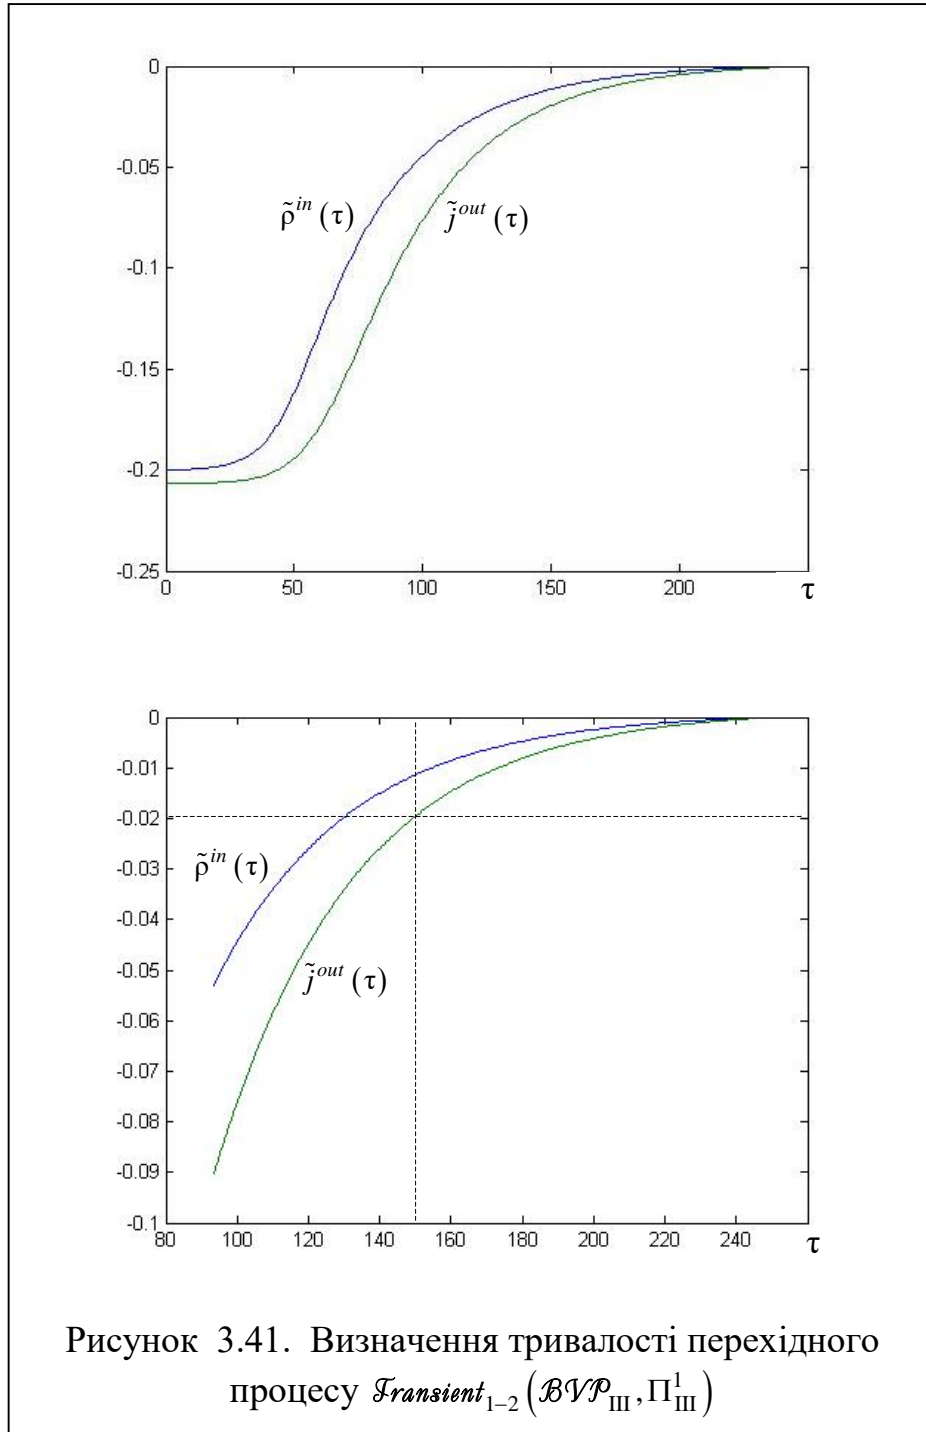 0
-0.05
ρ̃^in (τ)
j̃^out (τ)
-0.1
-0.15
-0.2
-0.25
0 50 100 150 200 τ
0
-0.01
-0.02
-0.03
ρ̃^in (τ)
-0.04
-0.05
j̃^out (τ)
-0.06
-0.07
-0.08
-0.09
-0.1
80 100 120 140 160 180 200 220 240 τ
Рисунок 3.41. Визначення тривалості перехідного
процесу 𝒯ransient₁₋₂ (ℬ𝒱𝒫_III , Π^1_III)